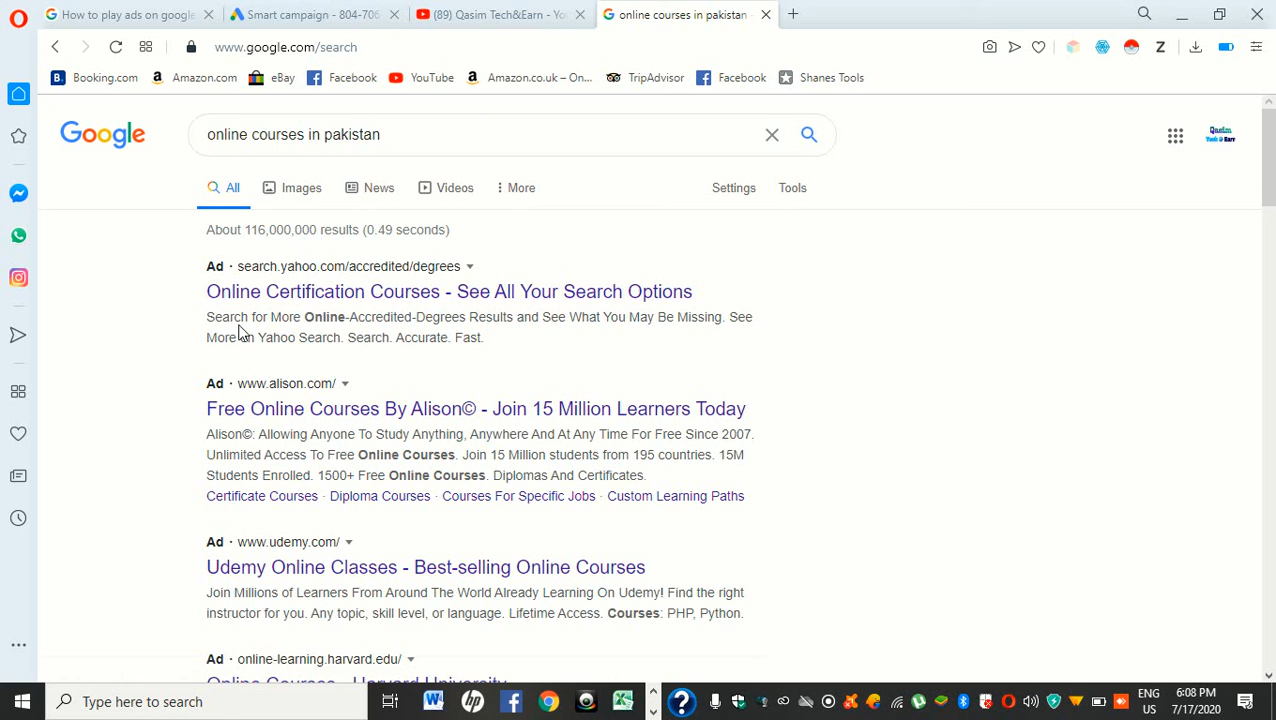 How to play ads on google
Smart campaign - 804-706
(89) Qasim Tech&Earn - Yo
online courses in pakistan
www.google.com/search
Z
B. Booking.com
Amazon.com
eBay
Facebook
YouTube
Amazon.co.uk – On...
TripAdvisor
Facebook
Shanes Tools
Google
online courses in pakistan
Qasim
Tech & Earn
All
Images
News
Videos
More
Settings
Tools
About 116,000,000 results (0.49 seconds)
Ad · search.yahoo.com/accredited/degrees
Online Certification Courses - See All Your Search Options
Search for More Online-Accredited-Degrees Results and See What You May Be Missing. See
More Yahoo Search. Search. Accurate. Fast.
Ad · www.alison.com/
Free Online Courses By Alison© - Join 15 Million Learners Today
Alison©: Allowing Anyone To Study Anything, Anywhere And At Any Time For Free Since 2007.
Unlimited Access To Free Online Courses. Join 15 Million students from 195 countries. 15M
Students Enrolled. 1500+ Free Online Courses. Diplomas And Certificates.
Certificate Courses · Diploma Courses · Courses For Specific Jobs · Custom Learning Paths
Ad · www.udemy.com/
Udemy Online Classes - Best-selling Online Courses
Join Millions of Learners From Around The World Already Learning On Udemy! Find the right
instructor for you. Any topic, skill level, or language. Lifetime Access. Courses: PHP, Python.
Ad · online-learning.harvard.edu/
Online Courses - Harvard University
Type here to search
ENG
US
6:08 PM
7/17/2020